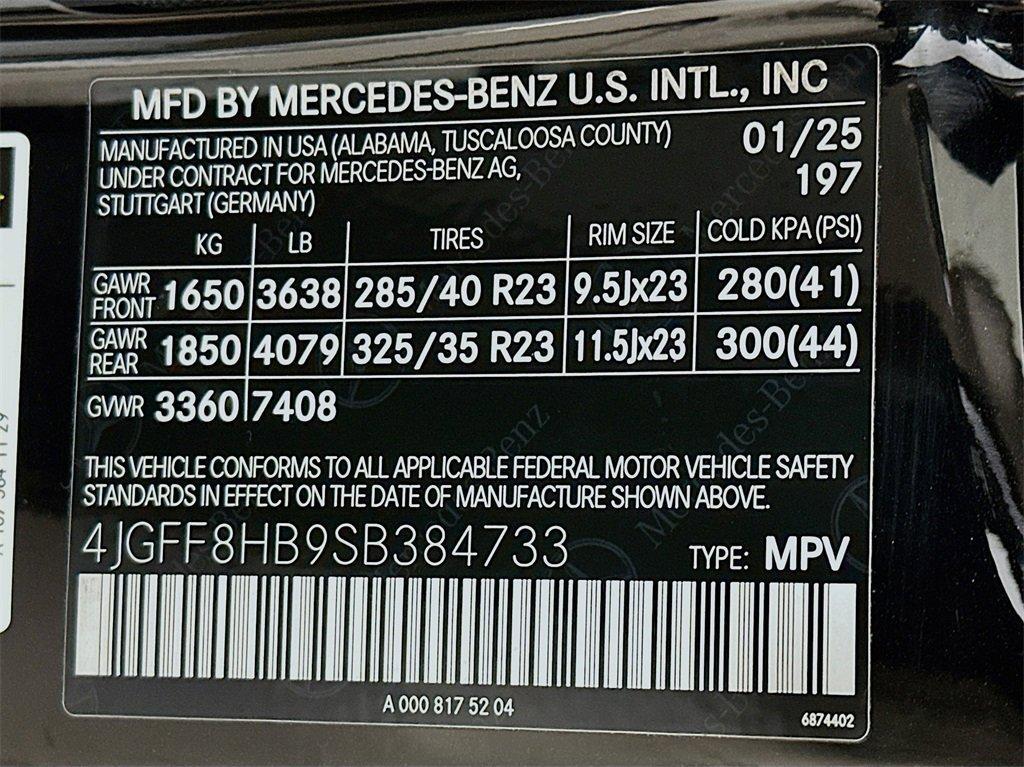 MFD BY MERCEDES-BENZ U.S. INTL., INC
MANUFACTURED IN USA (ALABAMA, TUSCALOOSA COUNTY) 01/25
UNDER CONTRACT FOR MERCEDES-BENZ AG, 197
STUTTGART (GERMANY)
KG LB TIRES RIM SIZE COLD KPA (PSI)
GAWR FRONT 1650 3638 285/40 R23 9.5Jx23 280(41)
GAWR REAR 1850 4079 325/35 R23 11.5Jx23 300(44)
GVWR 3360 7408
THIS VEHICLE CONFORMS TO ALL APPLICABLE FEDERAL MOTOR VEHICLE SAFETY
STANDARDS IN EFFECT ON THE DATE OF MANUFACTURE SHOWN ABOVE.
4JGFF8HB9SB384733 TYPE: MPV
A 000 817 52 04
6874402